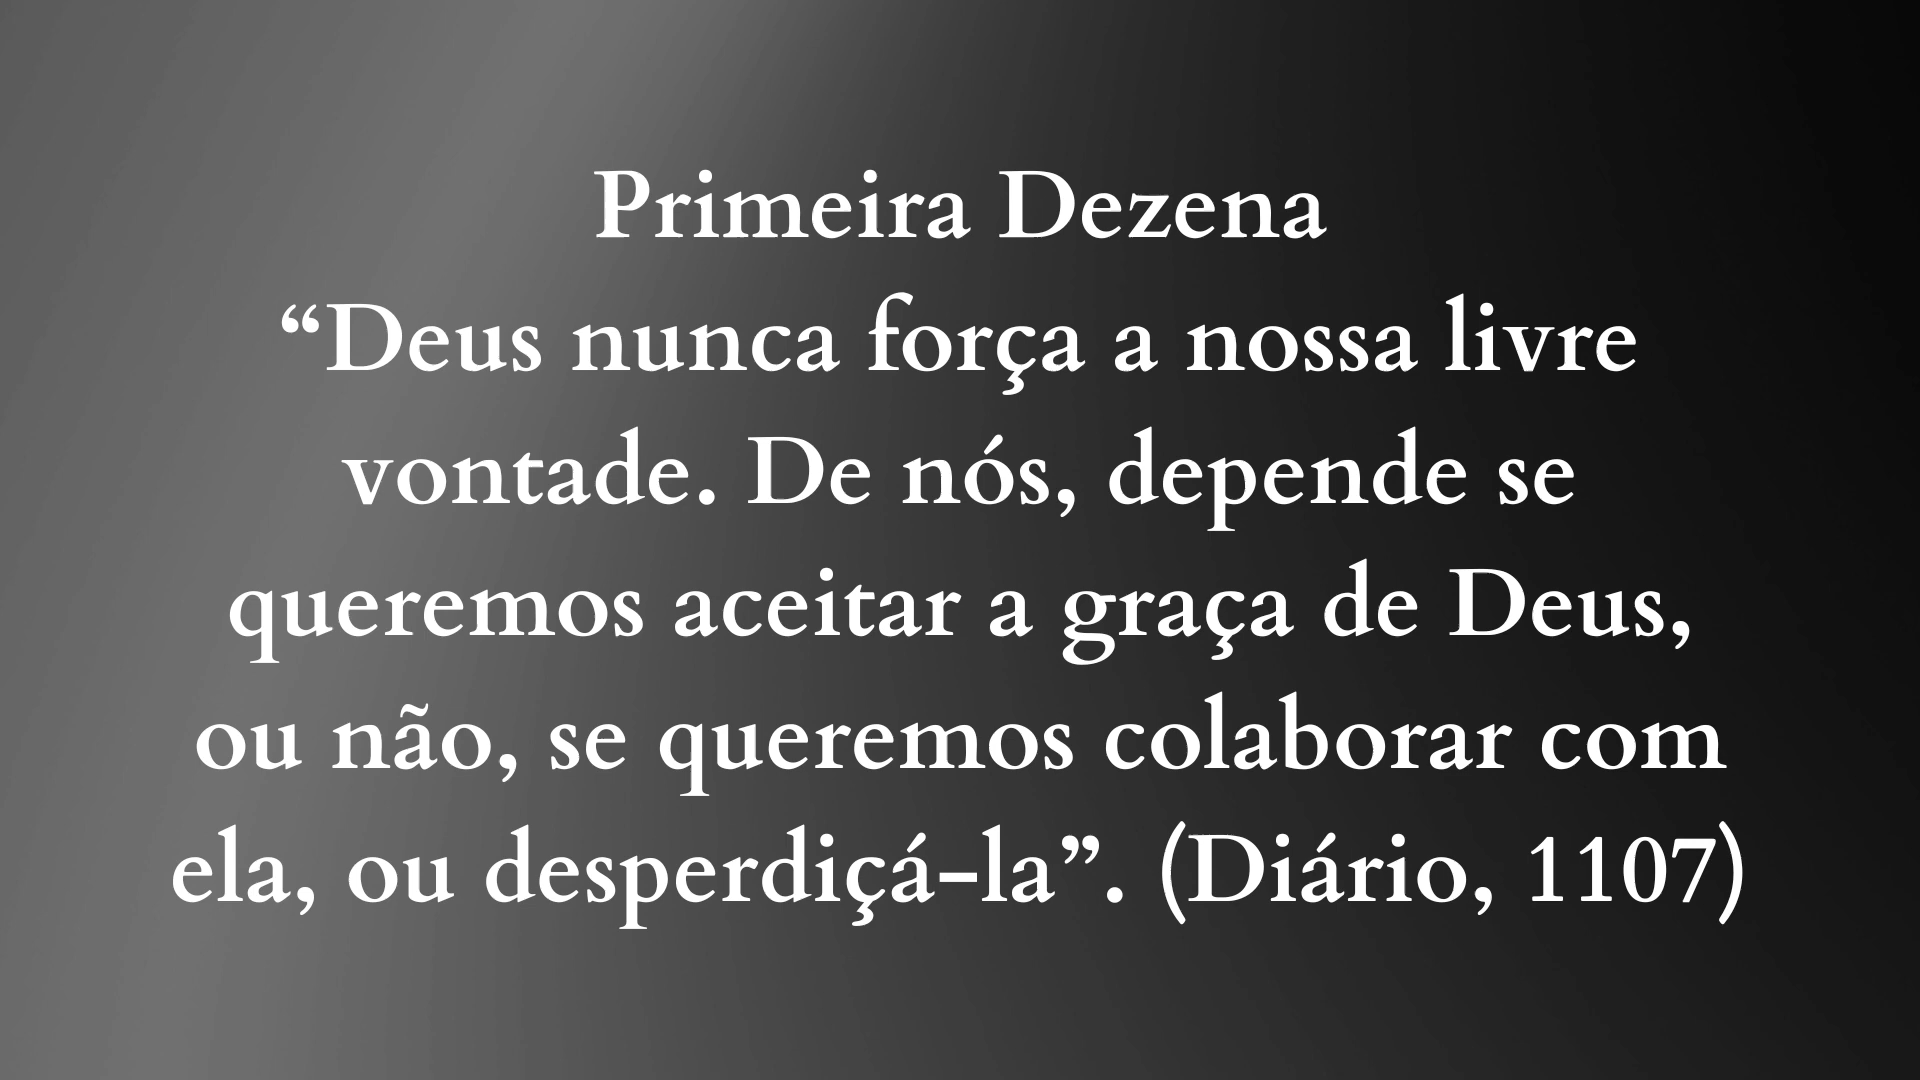 Primeira Dezena
“Deus nunca força a nossa livre
vontade. De nós, depende se
queremos aceitar a graça de Deus,
ou não, se queremos colaborar com
ela, ou desperdiçá-la”. (Diário, 1107)